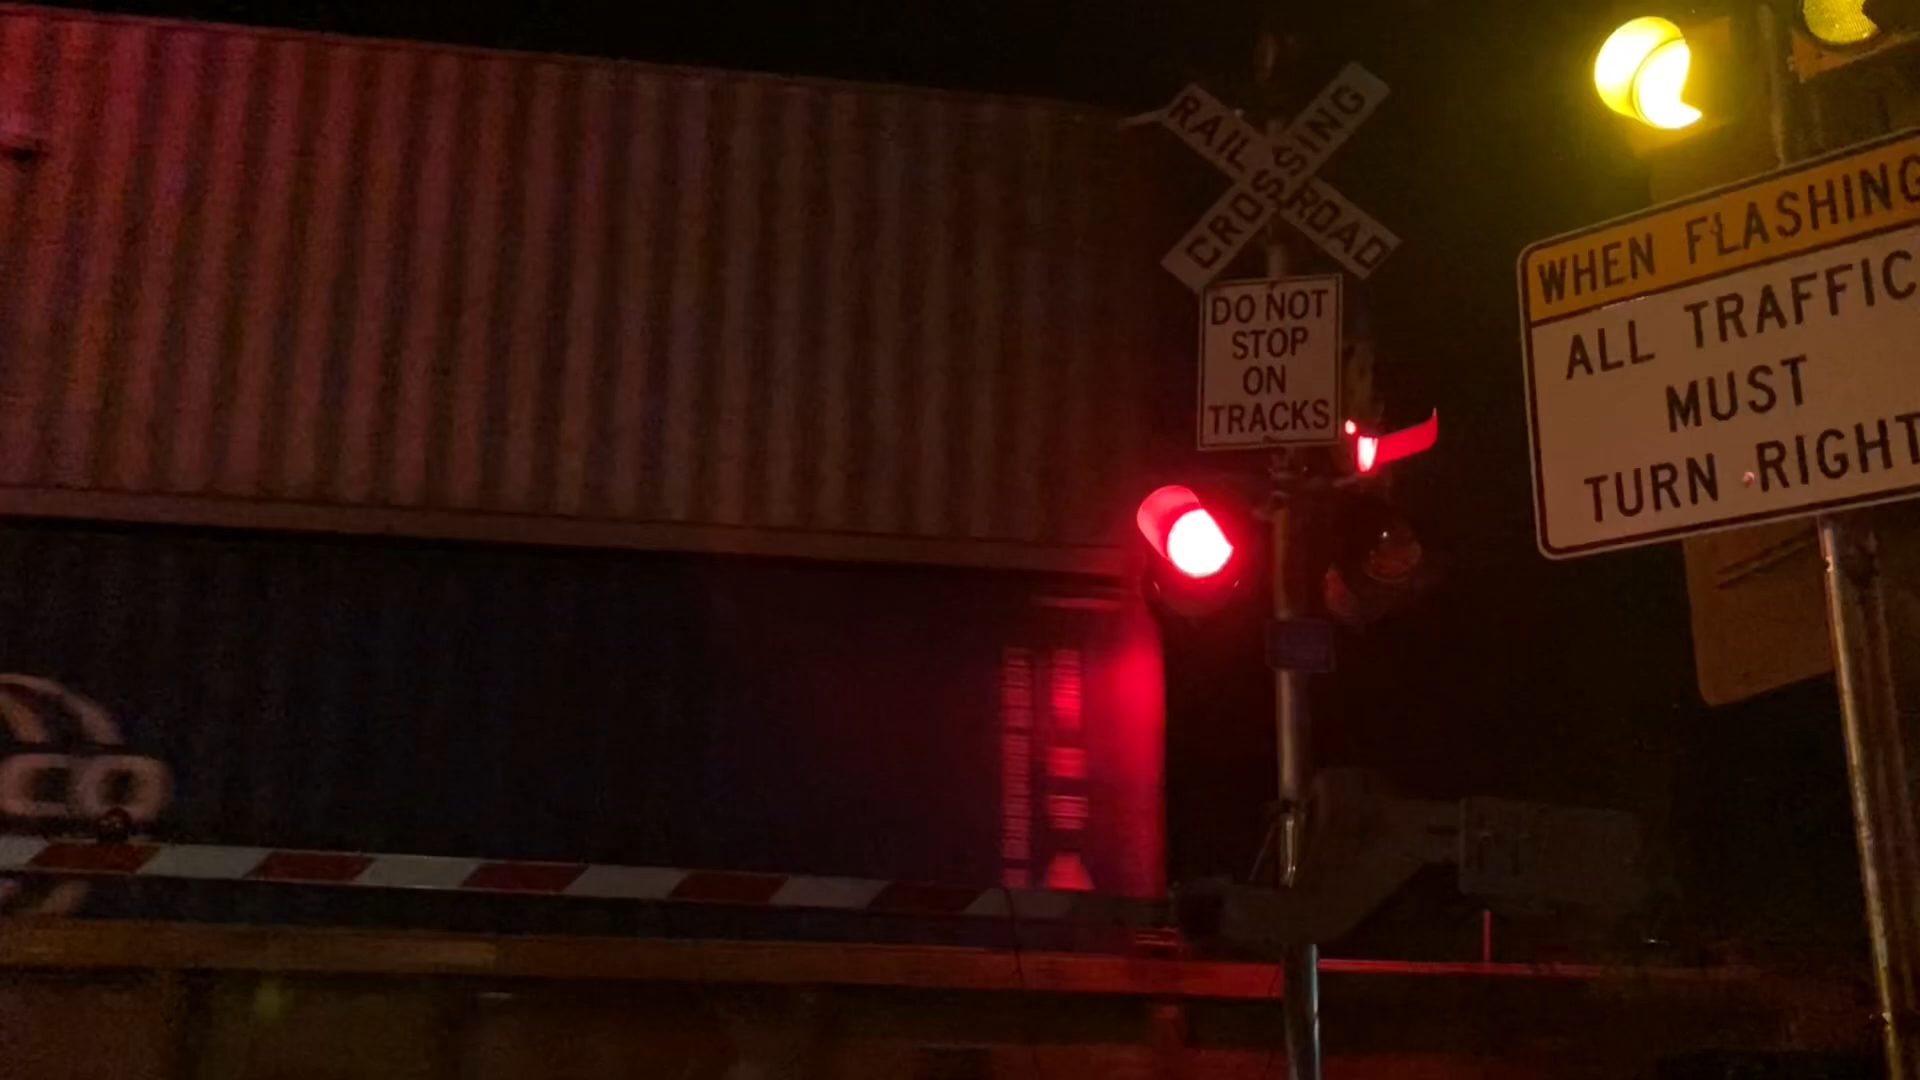 RAILROAD
CROSSING
DO NOT
STOP
ON
TRACKS
WHEN FLASHING
ALL TRAFFIC
MUST
TURN RIGHT